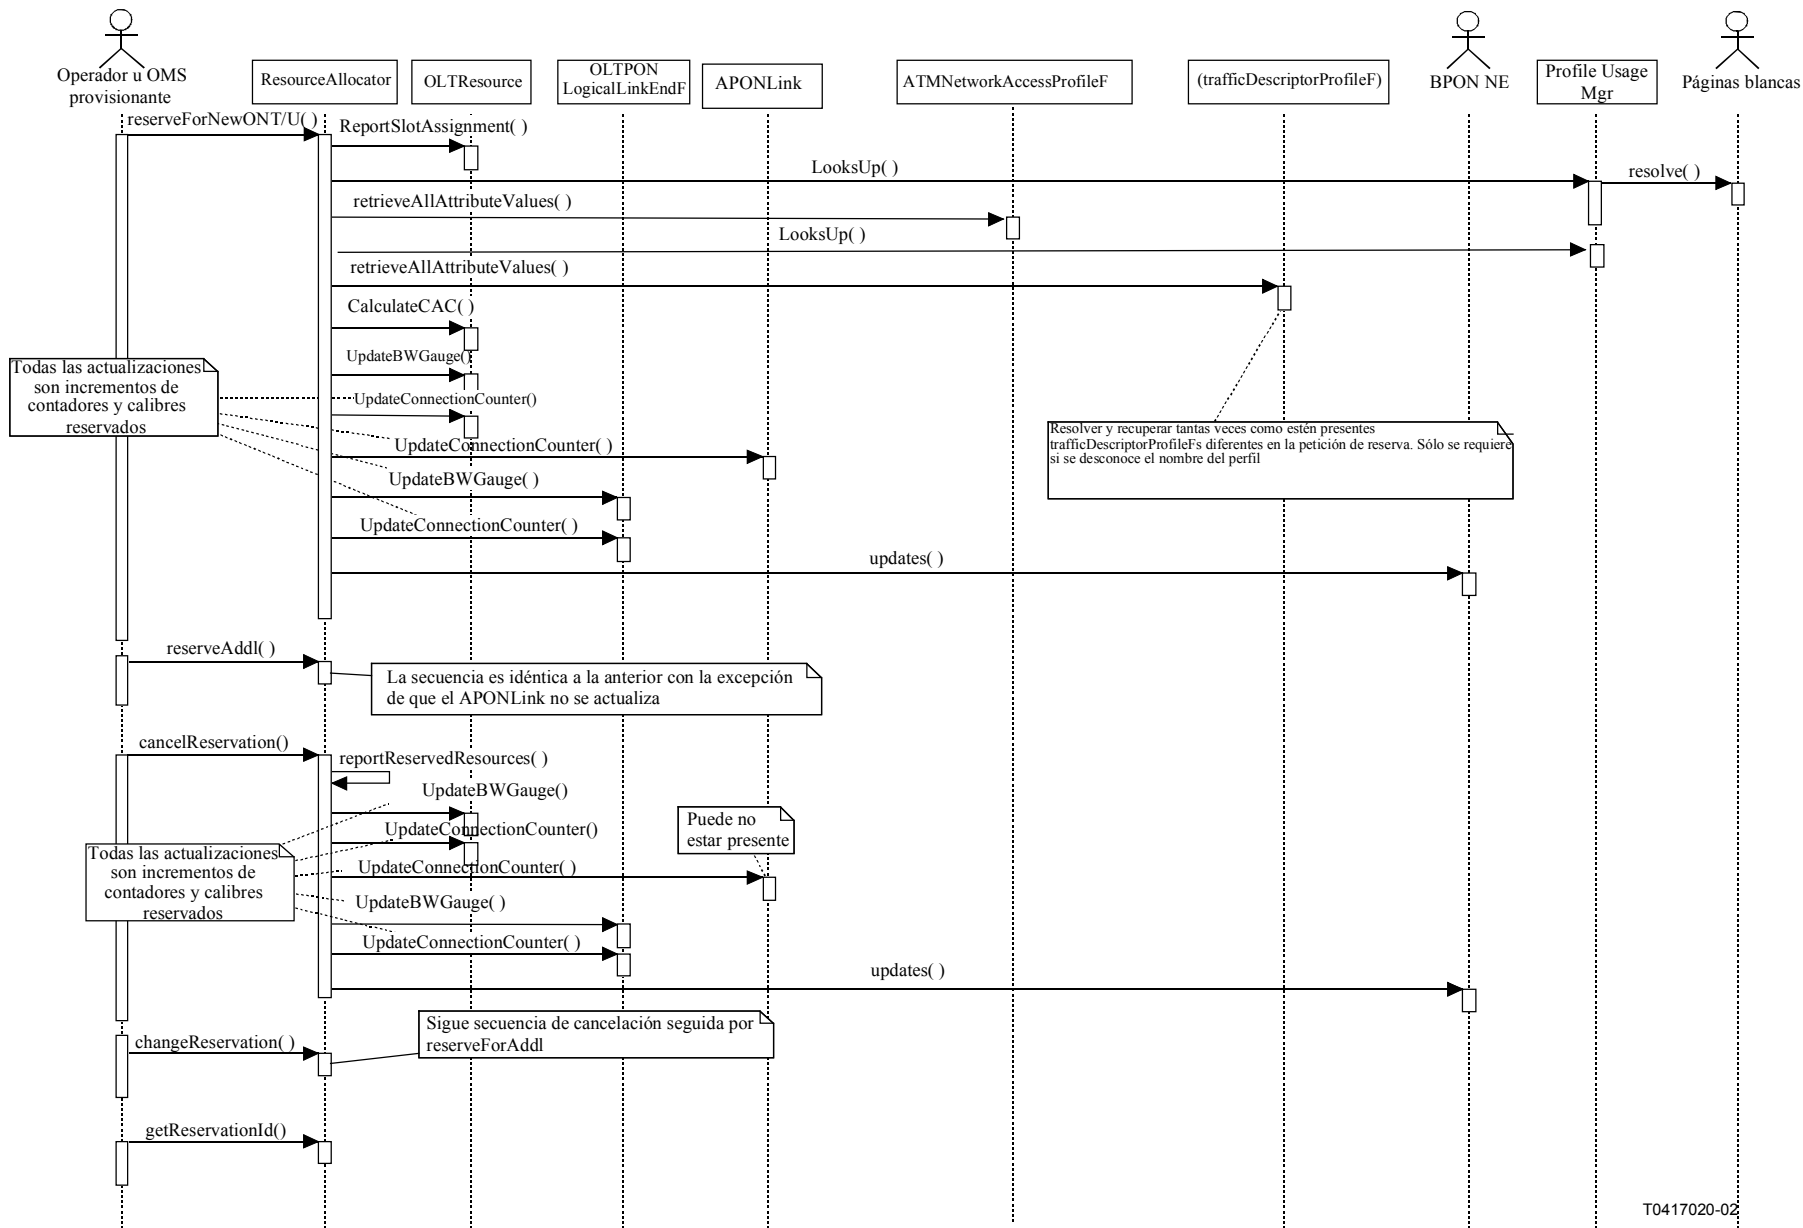 Operador u OMS
provisionante
ResourceAllocator
OLTResource
OLTPON
LogicalLinkEndF
APONLink
ATMNetworkAccessProfileF
(trafficDescriptorProfileF)
BPON NE
Profile Usage
Mgr
Páginas blancas
reserveForNewONT/U( )
ReportSlotAssignment( )
LooksUp( )
resolve( )
retrieveAllAttributeValues( )
LooksUp( )
retrieveAllAttributeValues( )
CalculateCAC( )
UpdateBWGauge()
Todas las actualizaciones
son incrementos de
contadores y calibres
reservados
UpdateConnectionCounter()
UpdateConnectionCounter( )
Resolver y recuperar tantas veces como estén presentes
trafficDescriptorProfileFs diferentes en la petición de reserva. Sólo se requiere
si se desconoce el nombre del perfil
UpdateBWGauge( )
UpdateConnectionCounter( )
updates( )
reserveAddl( )
La secuencia es idéntica a la anterior con la excepción
de que el APONLink no se actualiza
cancelReservation()
reportReservedResources( )
UpdateBWGauge()
UpdateConnectionCounter()
Puede no
estar presente
Todas las actualizaciones
son incrementos de
contadores y calibres
reservados
UpdateConnectionCounter( )
UpdateBWGauge( )
UpdateConnectionCounter( )
updates( )
Sigue secuencia de cancelación seguida por
reserveForAddl
changeReservation( )
getReservationId()
T0417020-02